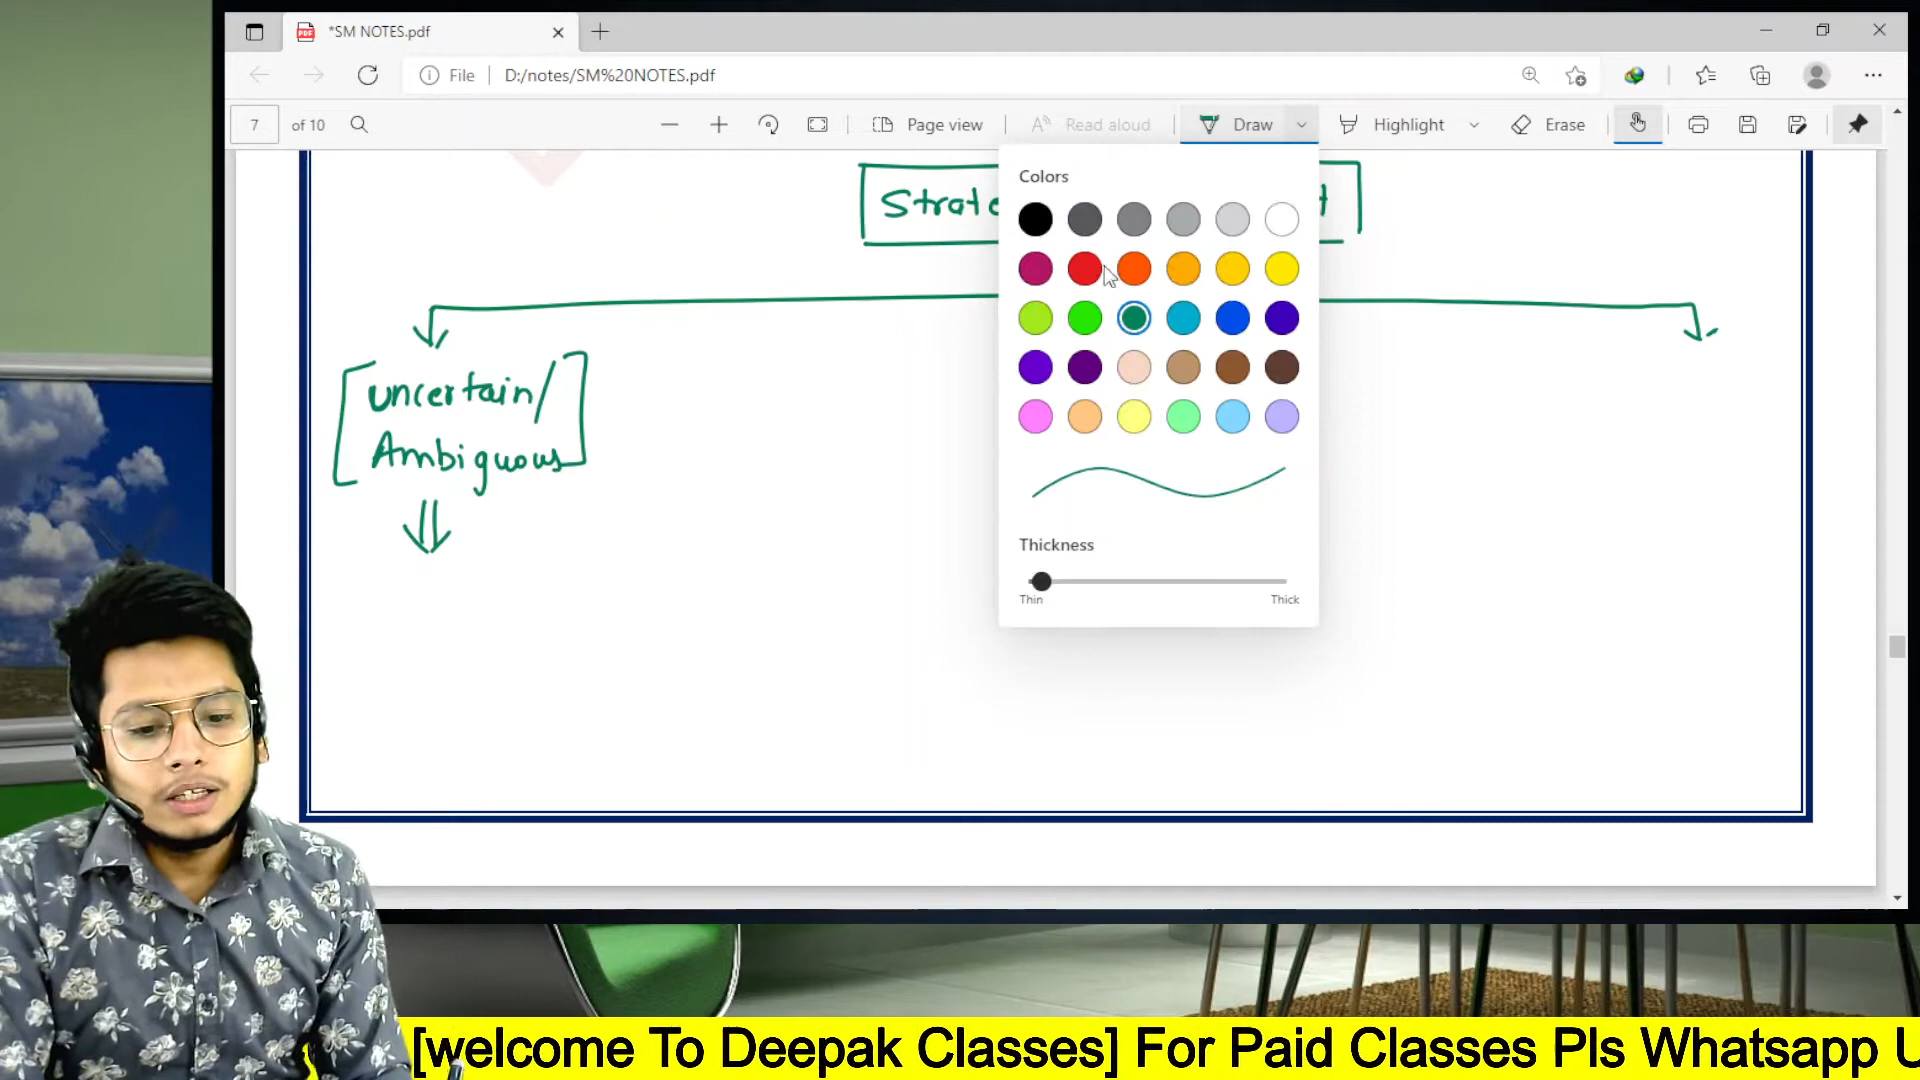 *SM NOTES.pdf
File D:/notes/SM%20NOTES.pdf
7 of 10 Page view Read aloud Draw Highlight Erase
Colors
Thickness
Thin Thick
uncertain/
Ambiguous
[welcome To Deepak Classes] For Paid Classes Pls Whatsapp U